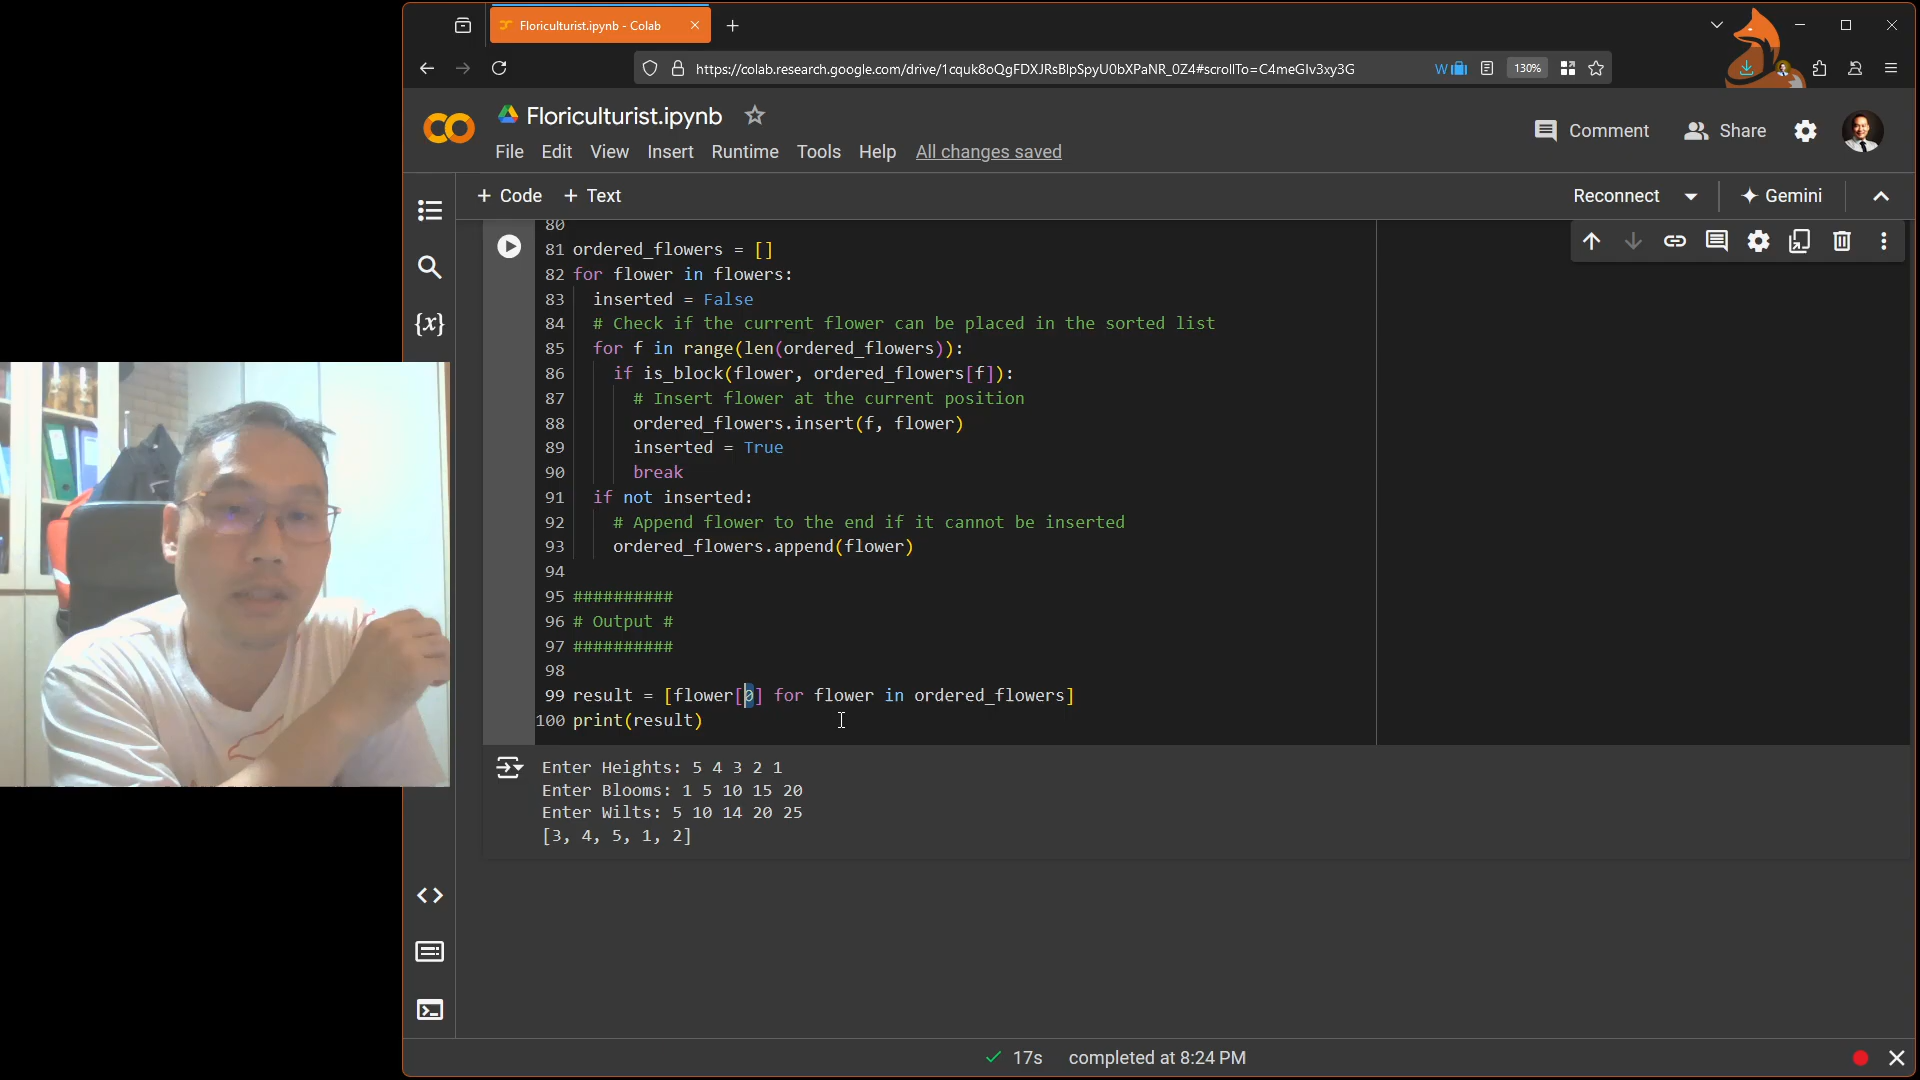 Floriculturist.ipynb - Colab
https://colab.research.google.com/drive/1cquk8oQgFDXJRsBlpSpyU0bXPaNR_0Z4#scrollTo=C4meGIv3xy3G
W
130%
CO
Floriculturist.ipynb
Comment
Share
File Edit View Insert Runtime Tools Help All changes saved
+ Code + Text
Reconnect
Gemini
{x}
80
81 ordered_flowers = []
82 for flower in flowers:
83 inserted = False
84 # Check if the current flower can be placed in the sorted list
85 for f in range(len(ordered_flowers)):
86 if is_block(flower, ordered_flowers[f]):
87 # Insert flower at the current position
88 ordered_flowers.insert(f, flower)
89 inserted = True
90 break
91 if not inserted:
92 # Append flower to the end if it cannot be inserted
93 ordered_flowers.append(flower)
94
95 ##########
96 # Output #
97 ##########
98
99 result = [flower[0] for flower in ordered_flowers]
100 print(result)
Enter Heights: 5 4 3 2 1
Enter Blooms: 1 5 10 15 20
Enter Wilts: 5 10 14 20 25
[3, 4, 5, 1, 2]
17s completed at 8:24 PM